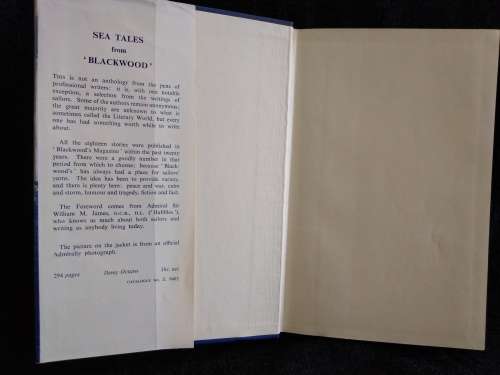 SEA TALES
from
'BLACKWOOD'
This is not an anthology from the pens of
professional writers: it is, with one notable
exception, a selection from the writings of
sailors. Some of the authors remain anonymous;
the great majority are unknown to what is
sometimes called the Literary World, but every
one has had something worth while to write
about.
All the eighteen stories were published in
'Blackwood's Magazine' within the past twenty
years. There were a goodly number in that
period from which to choose; because 'Black-
wood's' has always had a place for sailors'
yarns. The idea has been to provide variety,
and there is plenty here: peace and war, calm
and storm, humour and tragedy, fiction and fact.
The Foreword comes from Admiral Sir
William M. James, G.C.B., D.L. ('Bubbles'),
who knows as much about both sailors and
writing as anybody living today.
The picture on the jacket is from an official
Admiralty photograph.
294 pages Demy Octavo net
CATALOGUE No.